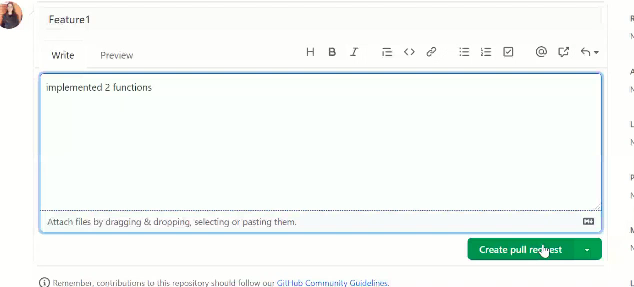 Feature1
Write Preview
implemented 2 functions
Attach files by dragging & dropping, selecting or pasting them.
Create pull request
Remember, contributions to this repository should follow our GitHub Community Guidelines.